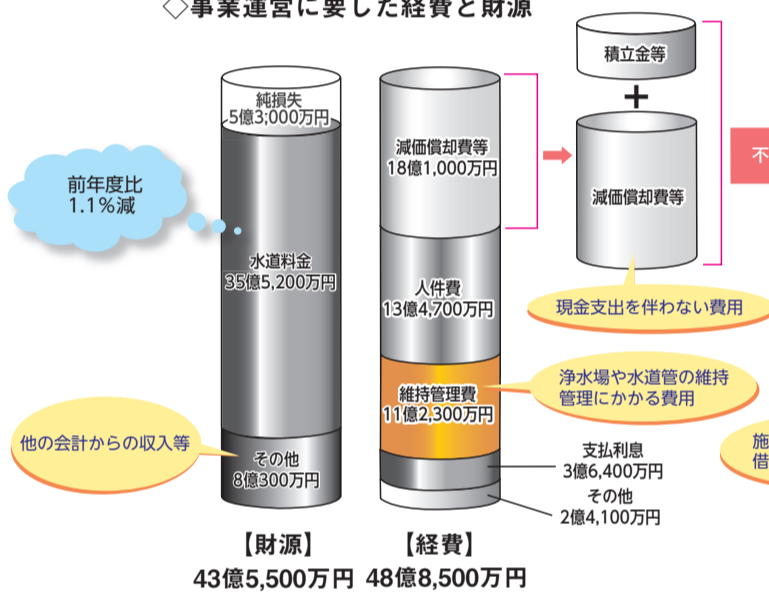 ◇事業運営に要した経費と財源
純損失
5億3,000万円
前年度比
1.1%減
水道料金
35億5,200万円
他の会計からの収入等
その他
8億300万円
【財源】
43億5,500万円
減価償却費等
18億1,000万円
人件費
13億4,700万円
維持管理費
11億2,300万円
支払利息
3億6,400万円
その他
2億4,100万円
【経費】
48億8,500万円
積立金等
+
減価償却費等
不
現金支出を伴わない費用
浄水場や水道管の維持
管理にかかる費用
施
借